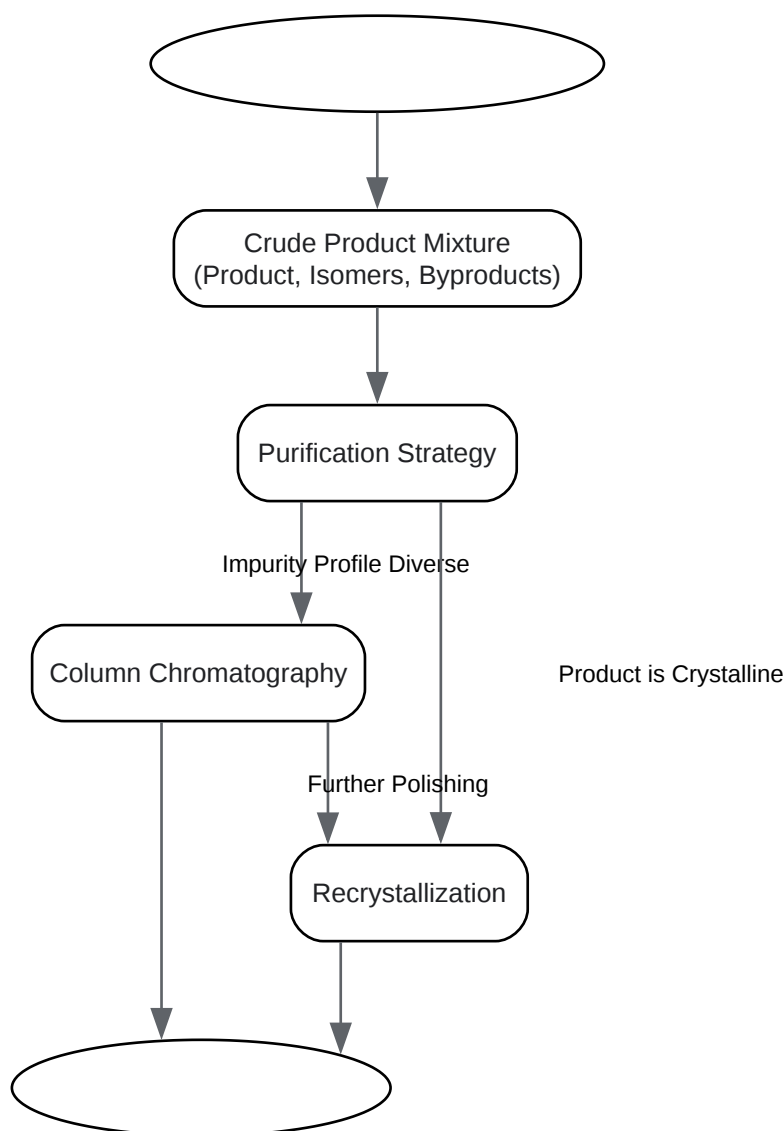 Crude Product Mixture
(Product, Isomers, Byproducts)
Purification Strategy
Impurity Profile Diverse
Column Chromatography
Product is Crystalline
Further Polishing
Recrystallization